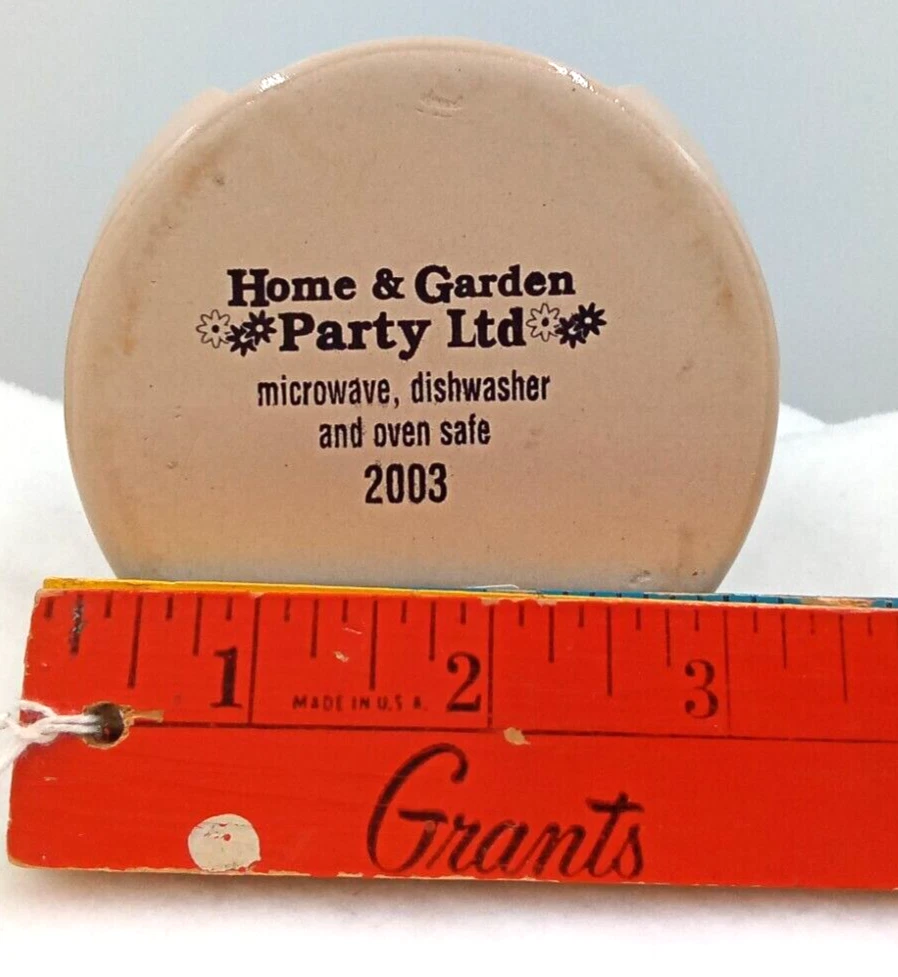 Home & Garden
Party Ltd
microwave, dishwasher
and oven safe
2003
1 2 3
MADE IN U.S.A.
Grants